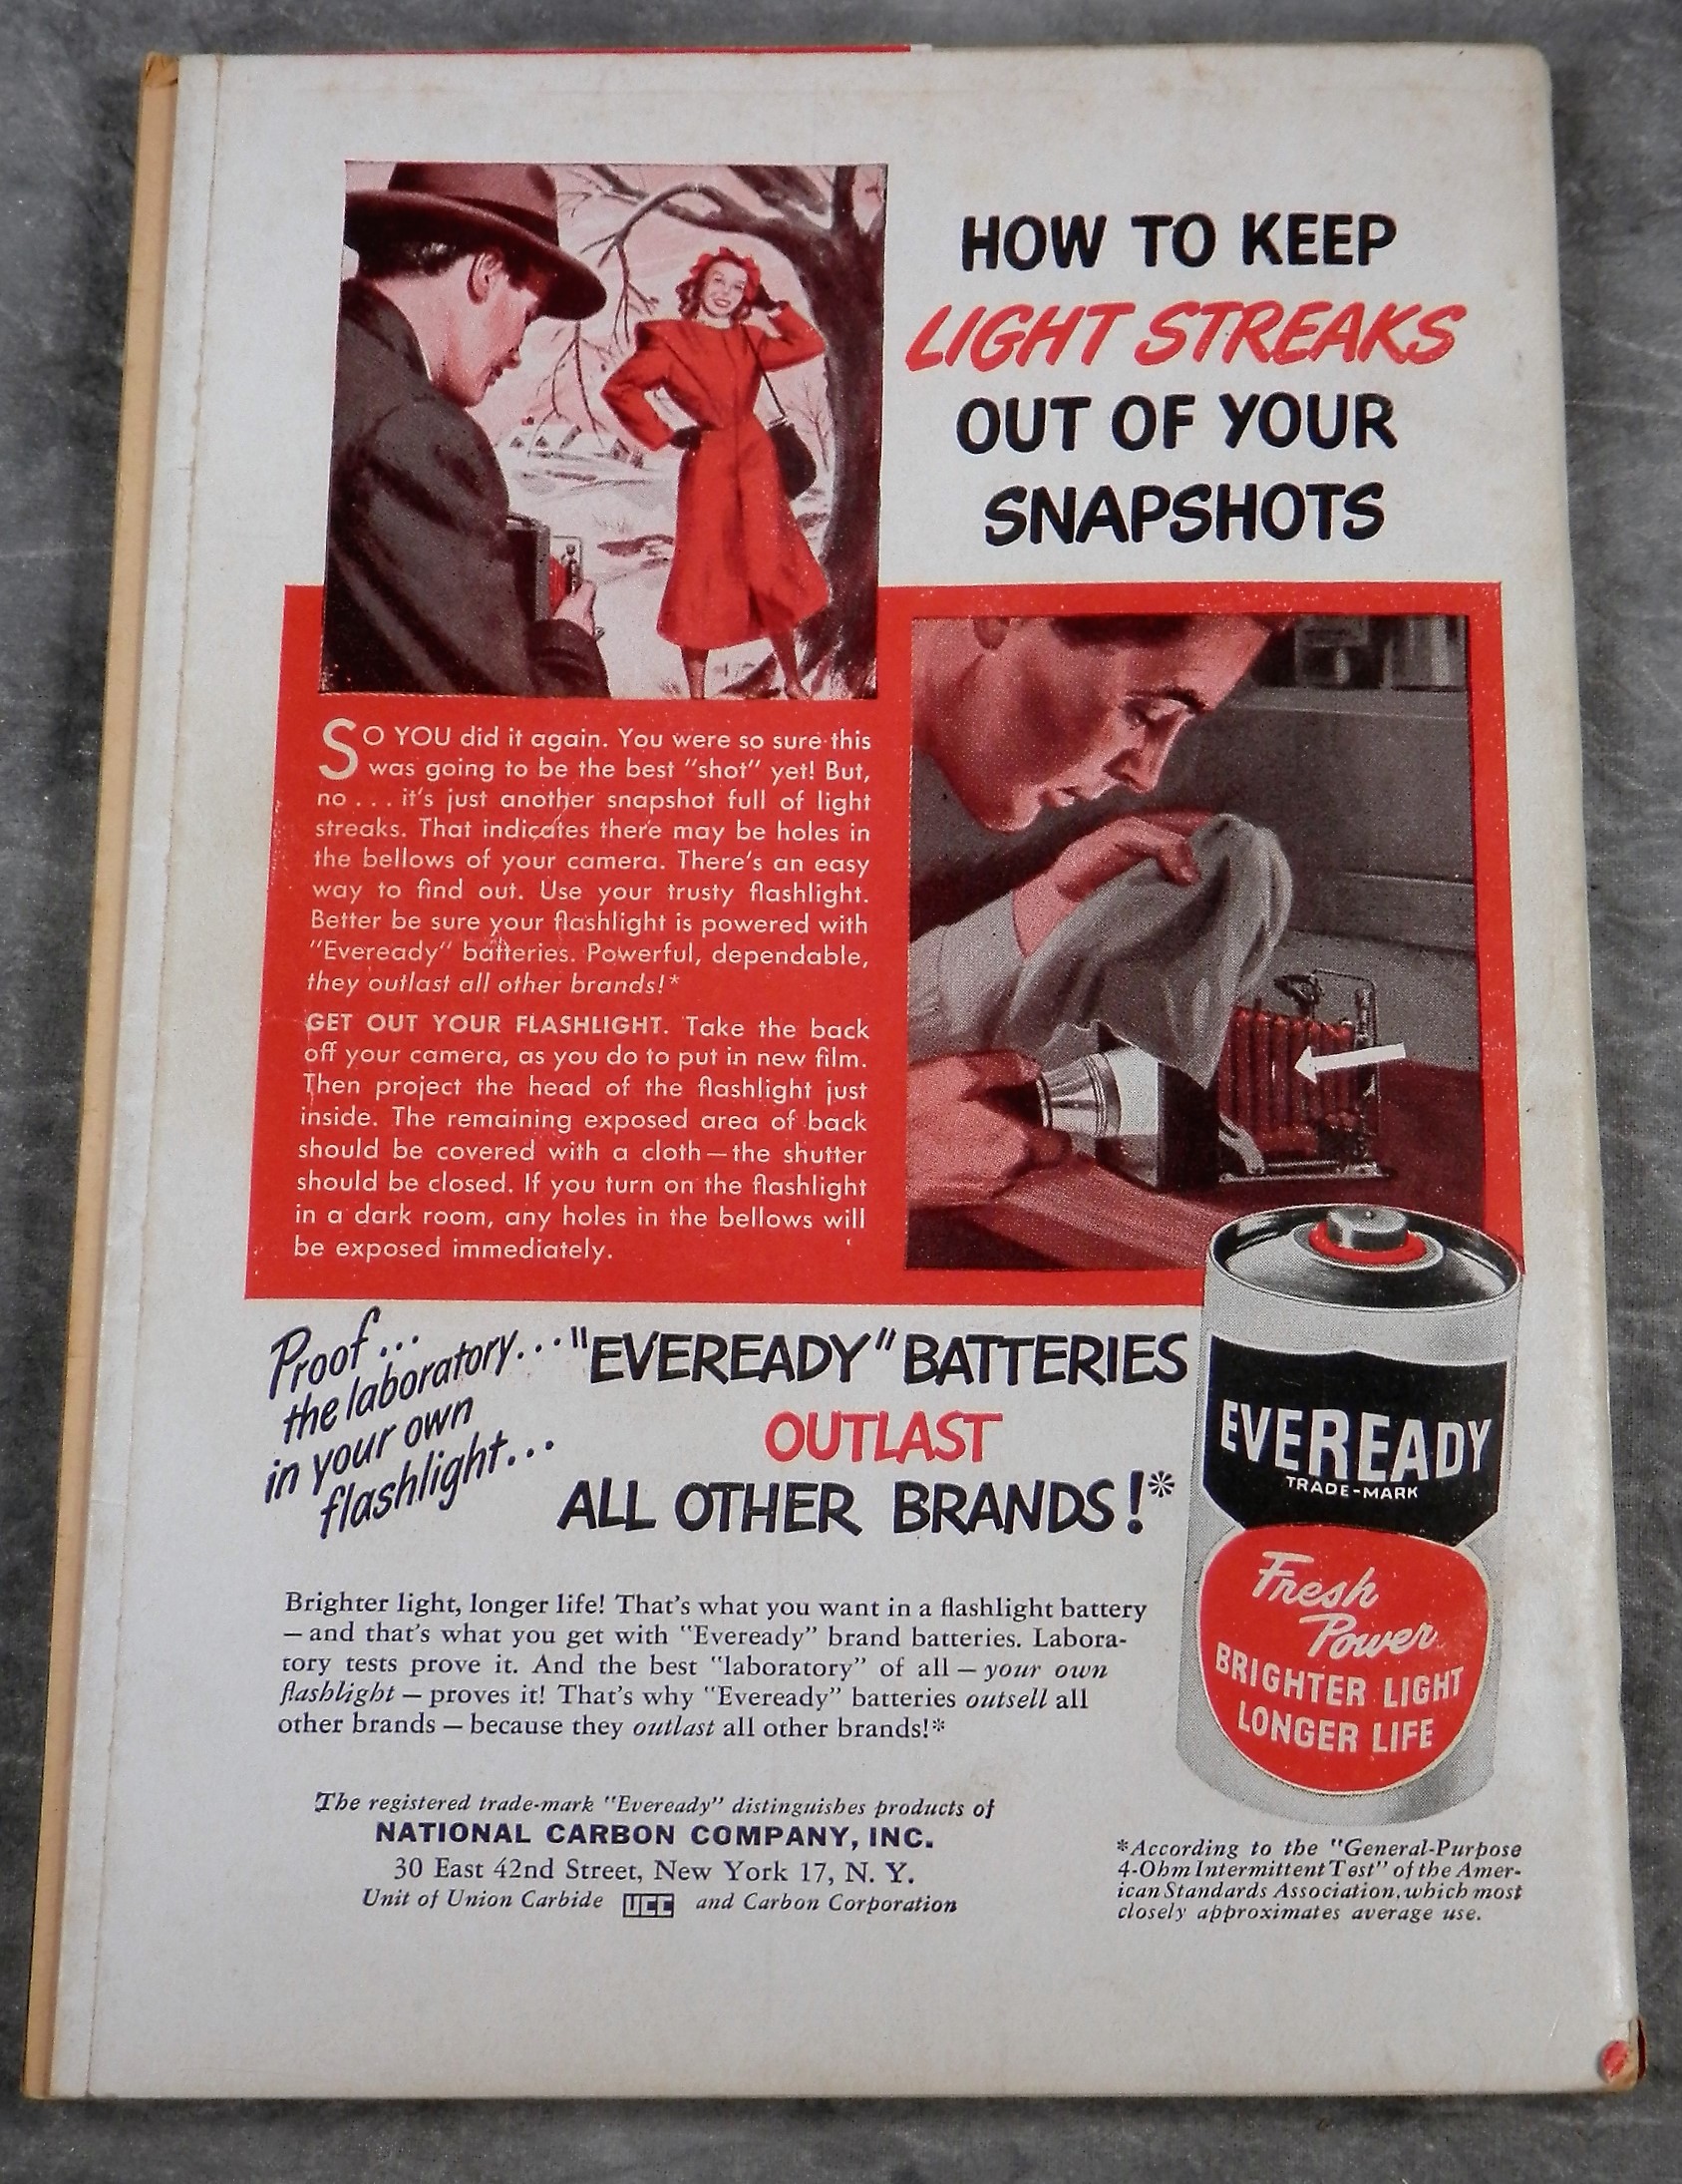 HOW TO KEEP
LIGHT STREAKS
OUT OF YOUR
SNAPSHOTS
SO YOU did it again. You were so sure this
was going to be the best "shot" yet! But,
no . . . it's just another snapshot full of light
streaks. That indicates there may be holes in
the bellows of your camera. There's an easy
way to find out. Use your trusty flashlight.
Better be sure your flashlight is powered with
"Eveready" batteries. Powerful, dependable,
they outlast all other brands!*
GET OUT YOUR FLASHLIGHT. Take the back
off your camera, as you do to put in new film.
Then project the head of the flashlight just
inside. The remaining exposed area of back
should be covered with a cloth—the shutter
should be closed. If you turn on the flashlight
in a dark room, any holes in the bellows will
be exposed immediately.
Proof...
the laboratory...
in your own
flashlight...
"EVEREADY" BATTERIES
OUTLAST
ALL OTHER BRANDS!*
EVEREADY
TRADE-MARK
Fresh
Power
BRIGHTER LIGHT
LONGER LIFE
Brighter light, longer life! That's what you want in a flashlight battery
—and that's what you get with "Eveready" brand batteries. Labora-
tory tests prove it. And the best "laboratory" of all — your own
flashlight — proves it! That's why "Eveready" batteries outsell all
other brands — because they outlast all other brands!*
The registered trade-mark "Eveready" distinguishes products of
NATIONAL CARBON COMPANY, INC.
30 East 42nd Street, New York 17, N. Y.
Unit of Union Carbide UCC and Carbon Corporation
*According to the "General-Purpose
4-Ohm Intermittent Test" of the Amer-
ican Standards Association, which most
closely approximates average use.